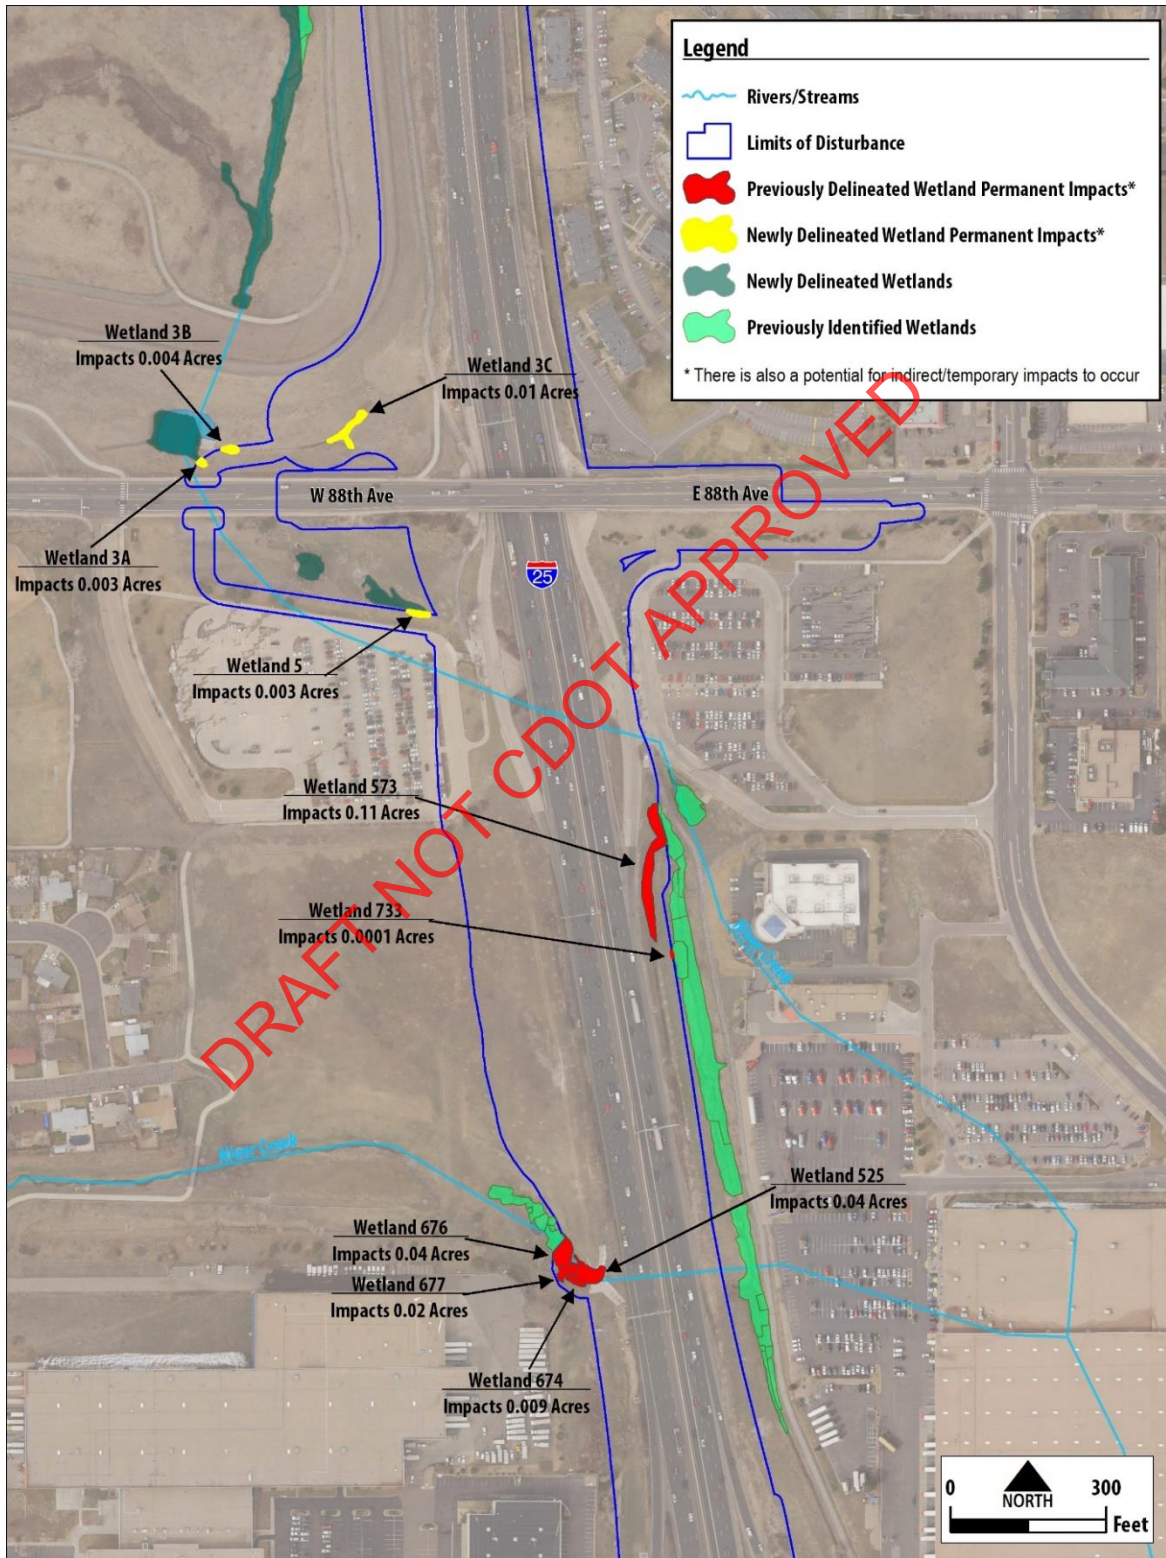 Legend
Rivers/Streams
Limits of Disturbance
Previously Delineated Wetland Permanent Impacts*
Newly Delineated Wetland Permanent Impacts*
Newly Delineated Wetlands
Previously Identified Wetlands
* There is also a potential for indirect/temporary impacts to occur
Wetland 3B
Impacts 0.004 Acres
Wetland 3C
Impacts 0.01 Acres
W 88th Ave
E 88th Ave
Wetland 3A
Impacts 0.003 Acres
25
Wetland 5
Impacts 0.003 Acres
Wetland 573
Impacts 0.11 Acres
Wetland 733
Impacts 0.0001 Acres
DRAFT NOT CDOT APPROVED
Niver Creek
Wetland 525
Impacts 0.04 Acres
Wetland 676
Impacts 0.04 Acres
Wetland 677
Impacts 0.02 Acres
Wetland 674
Impacts 0.009 Acres
0 300
NORTH
Feet